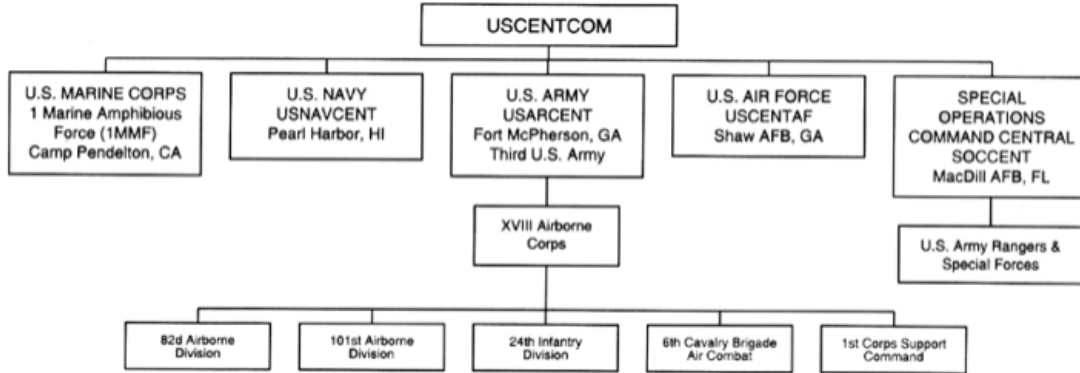 USCENTCOM
U.S. MARINE CORPS
1 Marine Amphibious
Force (1MMF)
Camp Pendelton, CA
U.S. NAVY
USNAVCENT
Pearl Harbor, HI
U.S. ARMY
USARCENT
Fort McPherson, GA
Third U.S. Army
U.S. AIR FORCE
USCENTAF
Shaw AFB, GA
SPECIAL
OPERATIONS
COMMAND CENTRAL
SOCCENT
MacDill AFB, FL
XVIII Airborne
Corps
U.S. Army Rangers &
Special Forces
82d Airborne
Division
101st Airborne
Division
24th Infantry
Division
6th Cavalry Brigade
Air Combat
1st Corps Support
Command